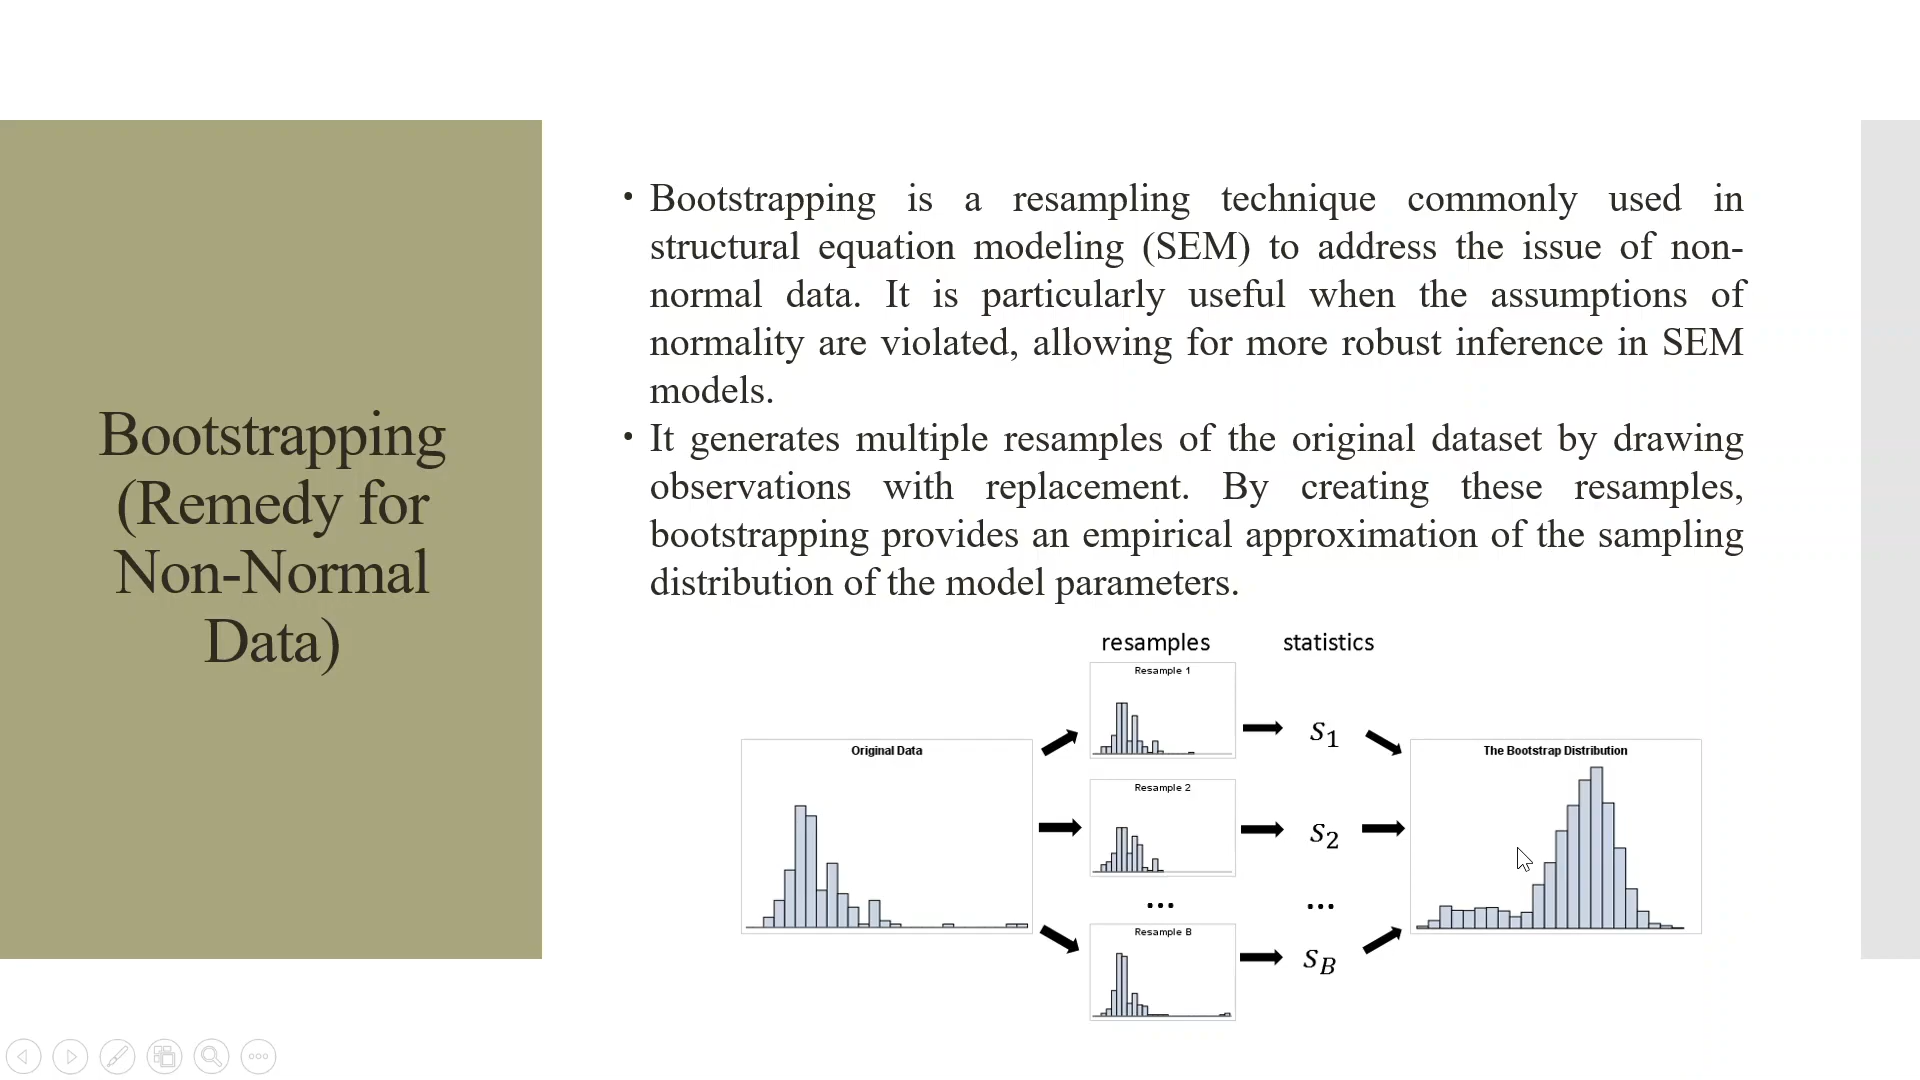 Bootstrapping
(Remedy for
Non-Normal
Data)
• Bootstrapping is a resampling technique commonly used in
structural equation modeling (SEM) to address the issue of non-
normal data. It is particularly useful when the assumptions of
normality are violated, allowing for more robust inference in SEM
models.
• It generates multiple resamples of the original dataset by drawing
observations with replacement. By creating these resamples,
bootstrapping provides an empirical approximation of the sampling
distribution of the model parameters.
resamples
statistics
Original Data
Resample 1
s₁
Resample 2
s₂
...
...
Resample B
s_B
The Bootstrap Distribution